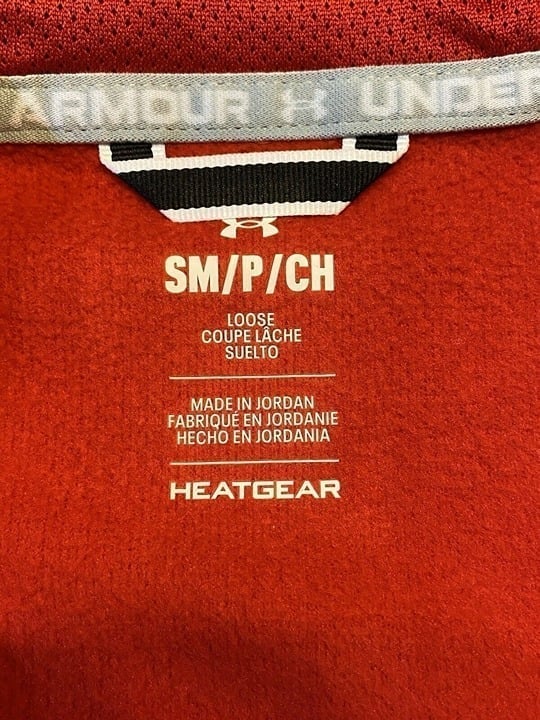 ARMOUR UNDER
SM/P/CH
LOOSE
COUPE LÂCHE
SUELTO
MADE IN JORDAN
FABRIQUÉ EN JORDANIE
HECHO EN JORDANIA
HEATGEAR